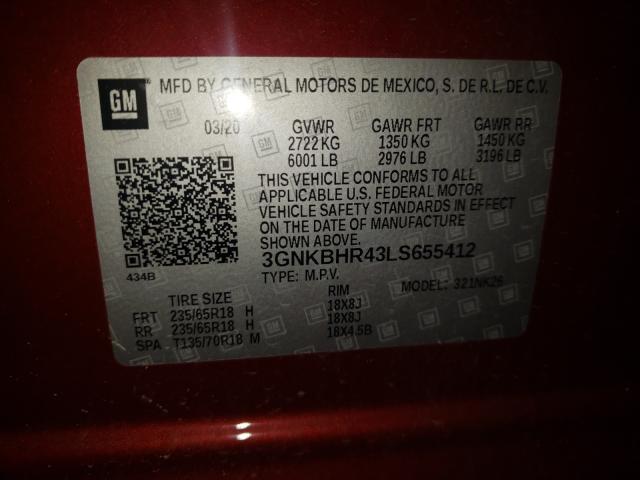 GM
MFD BY GENERAL MOTORS DE MEXICO, S. DE R.L. DE C.V.
03/20 GVWR GAWR FRT GAWR RR
2722 KG 1350 KG 1450 KG
6001 LB 2976 LB 3196 LB
THIS VEHICLE CONFORMS TO ALL
APPLICABLE U.S. FEDERAL MOTOR
VEHICLE SAFETY STANDARDS IN EFFECT
ON THE DATE OF MANUFACTURE
434B 3GNKBHR43LS655412
TYPE: M.P.V. MODEL: 321NK26
TIRE SIZE RIM
FRT 235/65R18 H 18X8J
RR 235/65R18 H 18X8J
SPA T135/70R18 M 18X4.5B